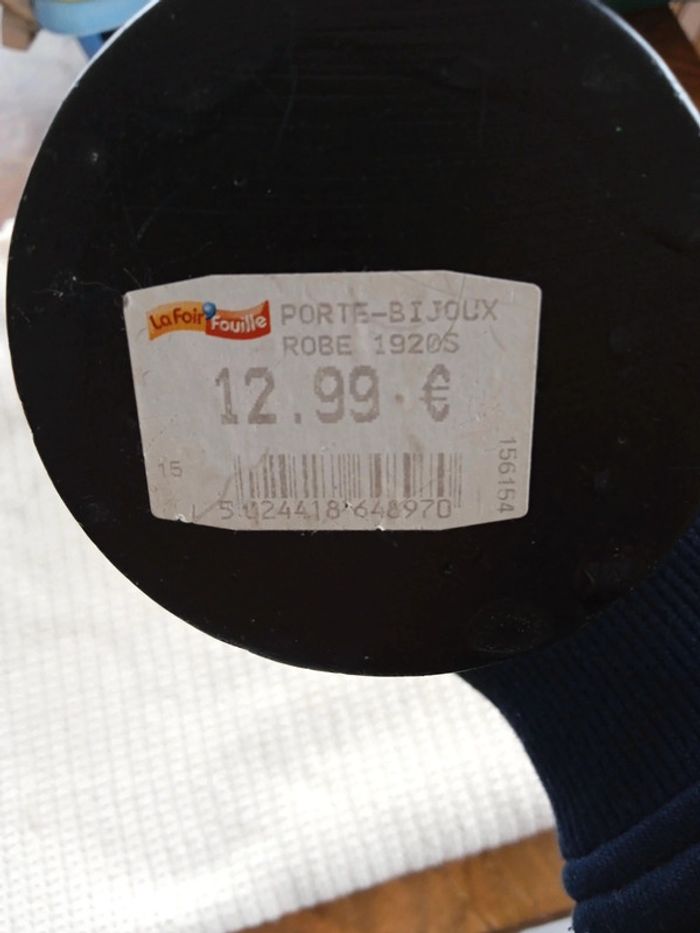 La Foir'Fouille PORTE-BIJOUX
ROBE 1920S
12.99 €
15
5 024418 648970
156154